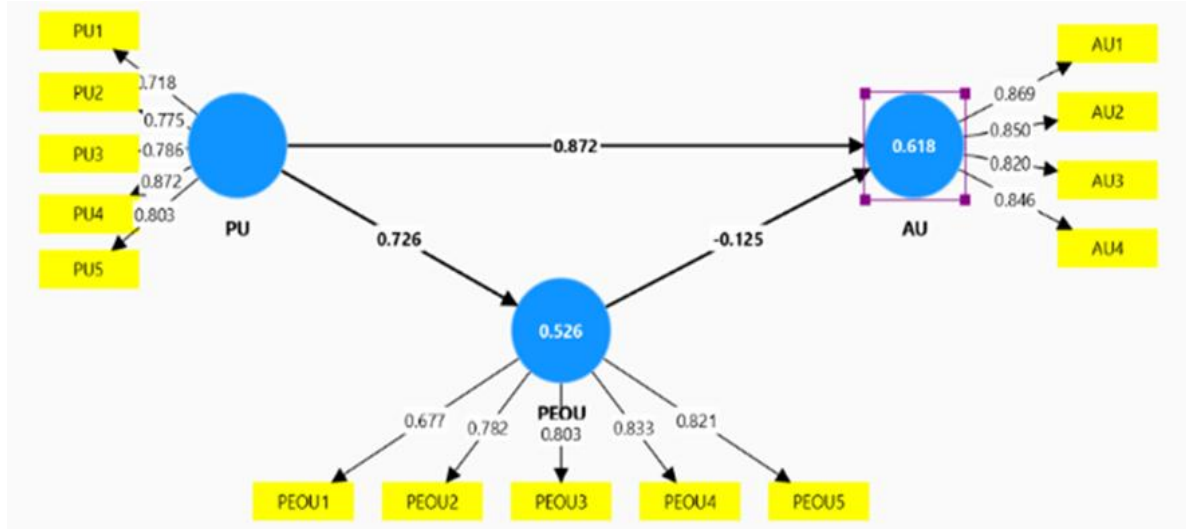 PU1
0.718
PU2
0.775
PU3
-0.786
0.872
PU4
0.803
PU5
PU
0.872
0.726
-0.125
0.618
AU
AU1
0.869
AU2
0.850
0.820
AU3
0.846
AU4
0.526
PEOU
0.677
0.782
0.803
0.833
0.821
PEOU1
PEOU2
PEOU3
PEOU4
PEOU5